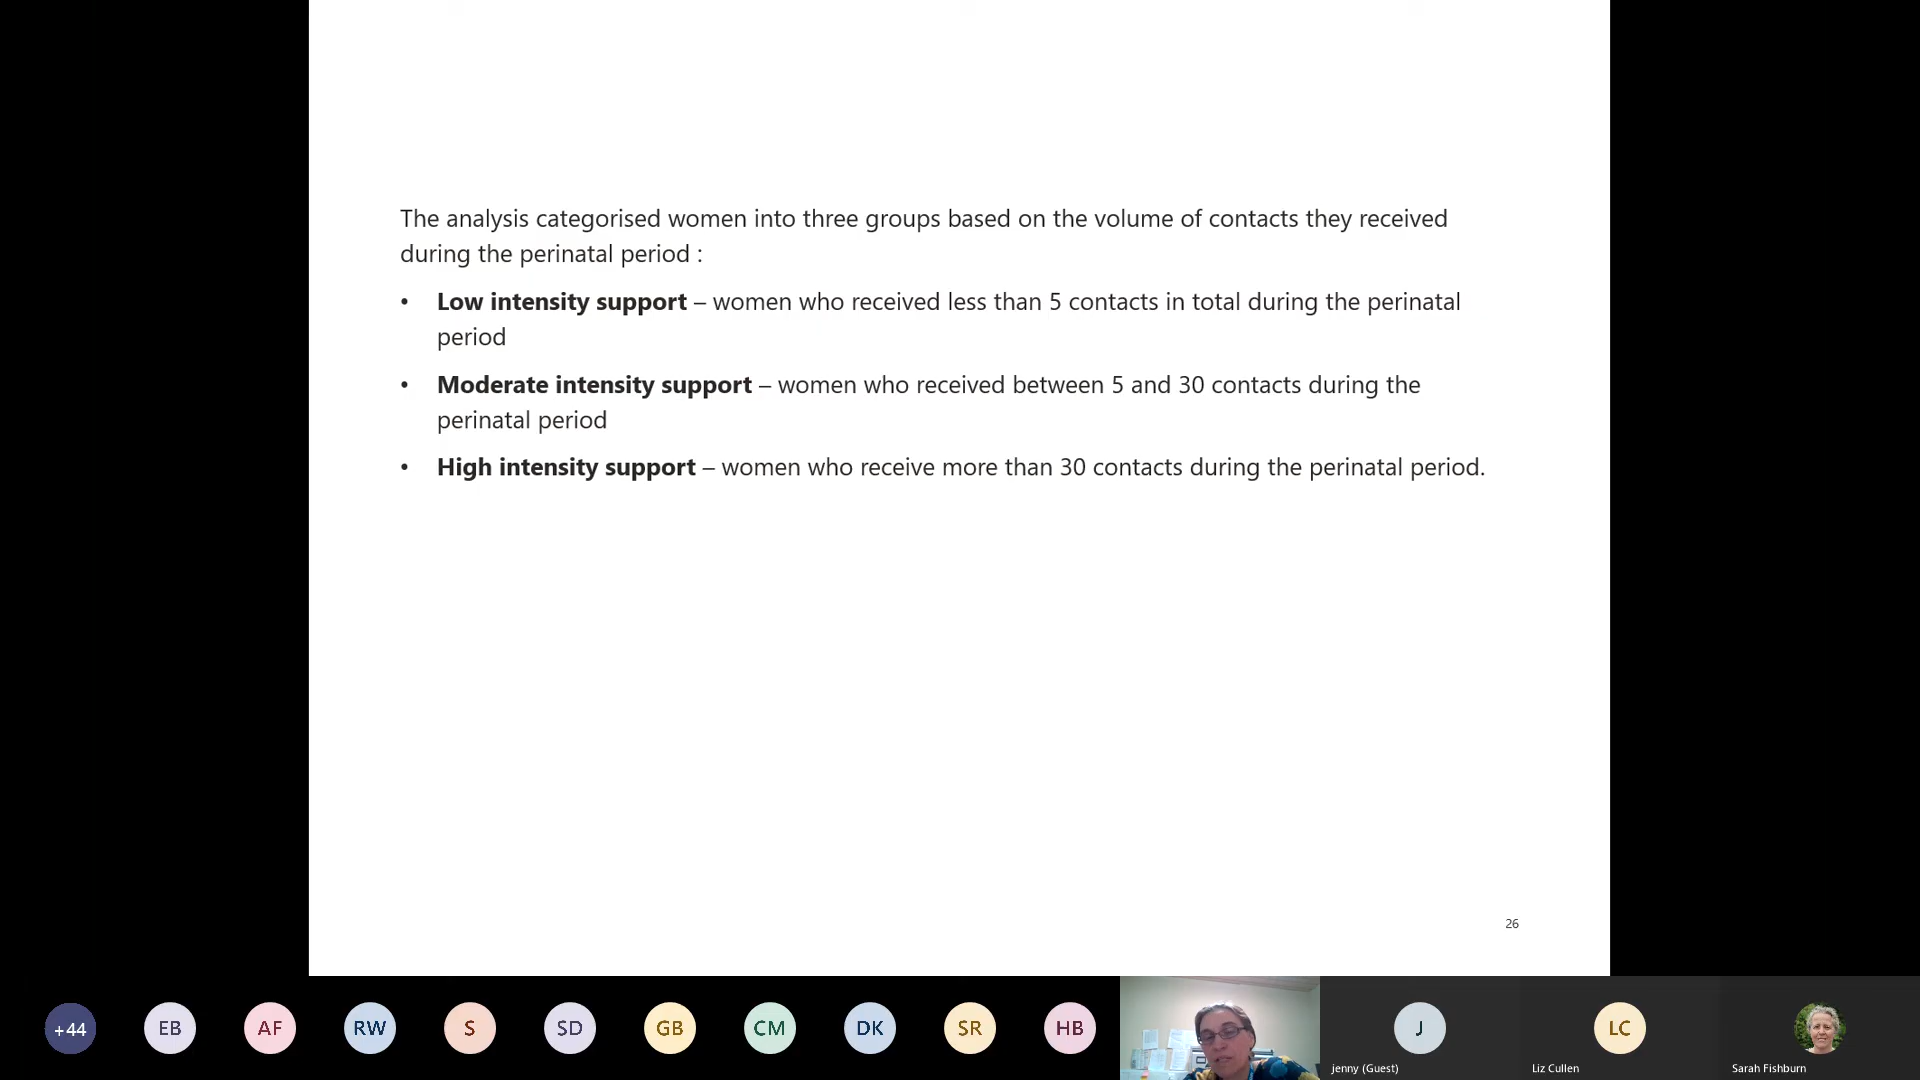 The analysis categorised women into three groups based on the volume of contacts they received
during the perinatal period :
• Low intensity support – women who received less than 5 contacts in total during the perinatal
period
• Moderate intensity support – women who received between 5 and 30 contacts during the
perinatal period
• High intensity support – women who receive more than 30 contacts during the perinatal period.
26
+44 EB AF RW S SD GB CM DK SR HB J LC
jenny (Guest) Liz Cullen Sarah Fishburn